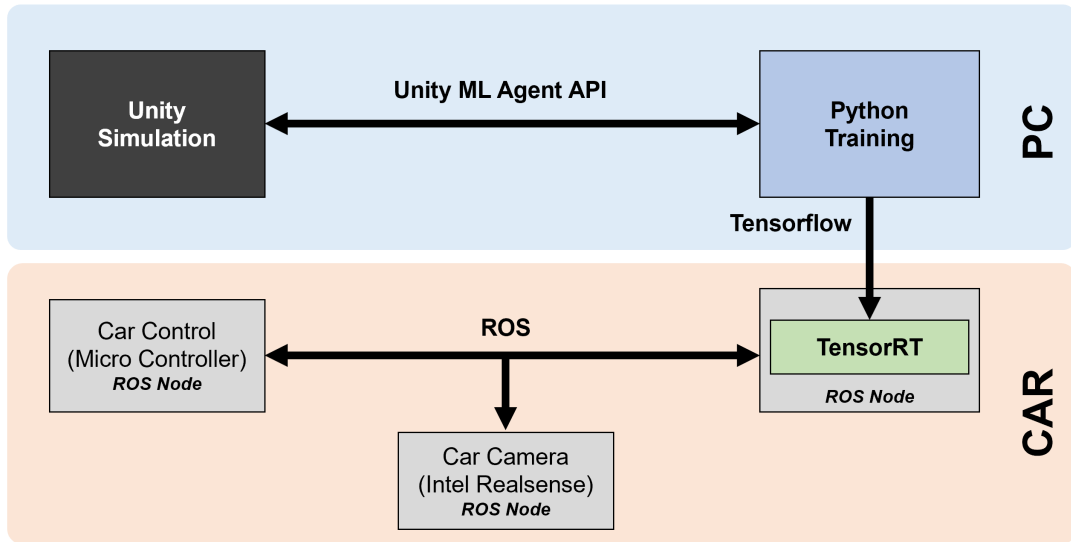 Unity
Simulation
Unity ML Agent API
Python
Training
PC
Tensorflow
Car Control
(Micro Controller)
ROS Node
ROS
TensorRT
ROS Node
CAR
Car Camera
(Intel Realsense)
ROS Node